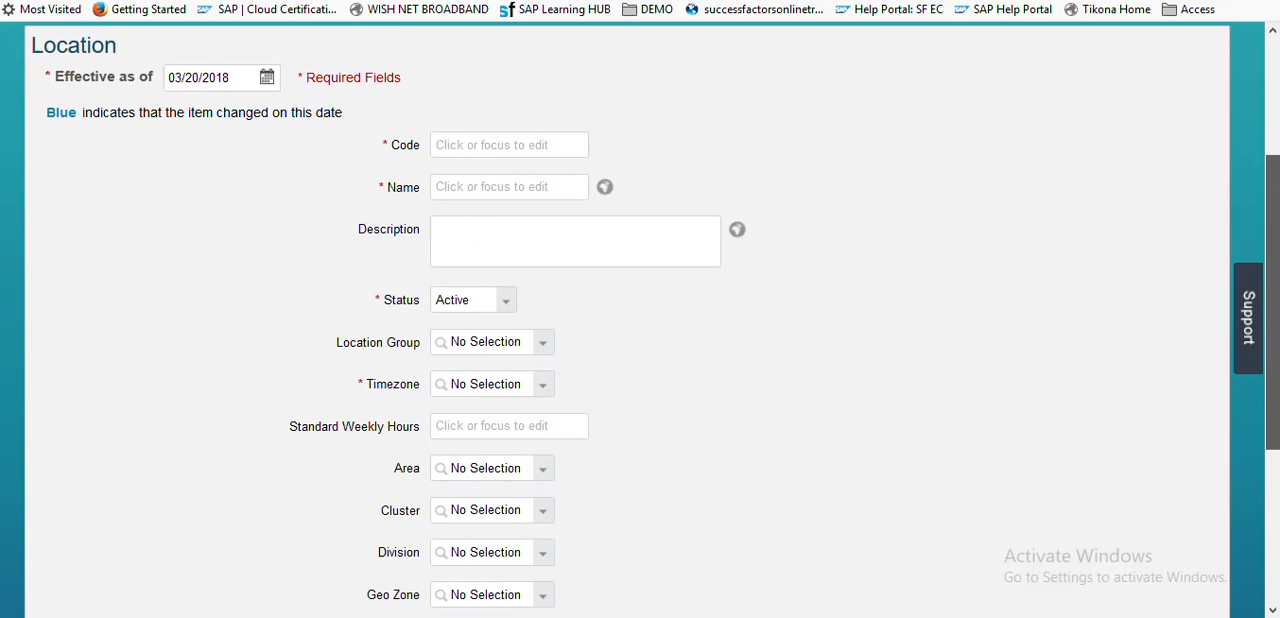 Most Visited Getting Started SAP | Cloud Certificati... WISH NET BROADBAND SAP Learning HUB DEMO successfactorsonlinetr... Help Portal: SF EC SAP Help Portal Tikona Home Access
Location
* Effective as of 03/20/2018 * Required Fields
Blue indicates that the item changed on this date
* Code Click or focus to edit
* Name Click or focus to edit
Description
* Status Active
Location Group No Selection
* Timezone No Selection
Standard Weekly Hours Click or focus to edit
Area No Selection
Cluster No Selection
Division No Selection
Geo Zone No Selection
Support
Activate Windows
Go to Settings to activate Windows.